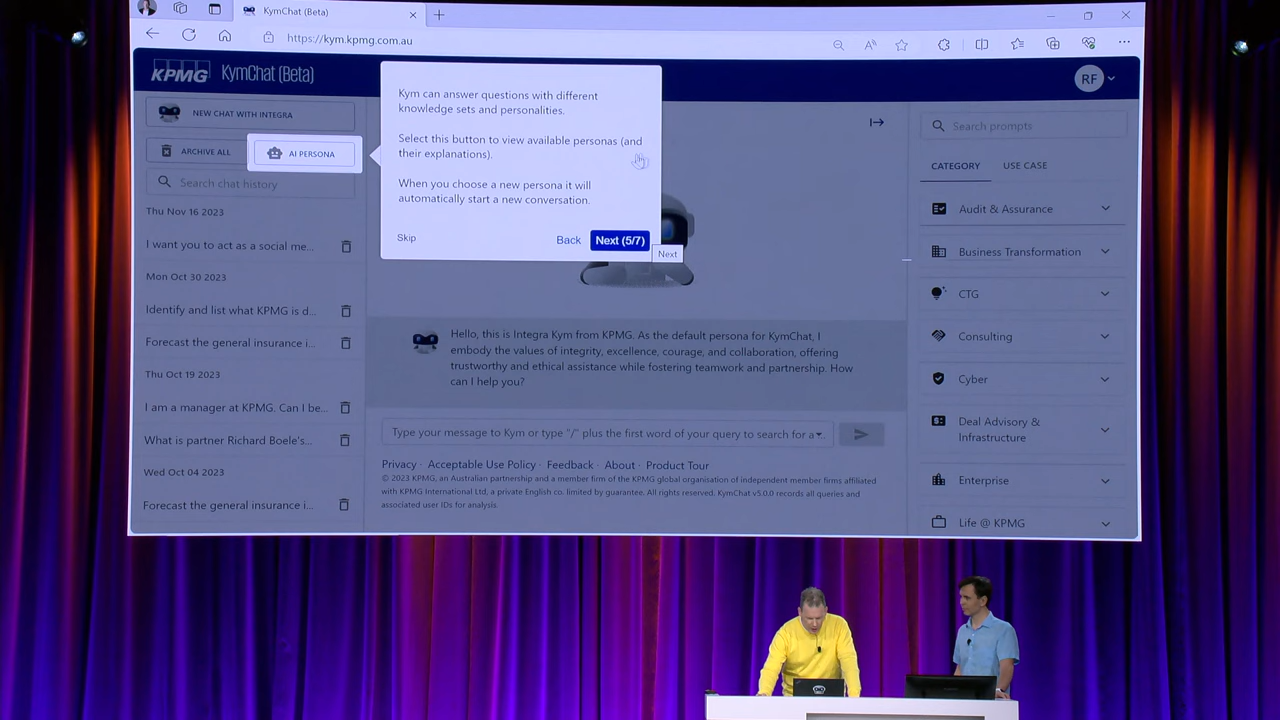 KymChat (Beta)
https://kym.kpmg.com.au
KPMG KymChat (Beta)
RF
NEW CHAT WITH INTEGRA
ARCHIVE ALL
AI PERSONA
Search chat history
Thu Nov 16 2023
I want you to act as a social me...
Mon Oct 30 2023
Identify and list what KPMG is d...
Forecast the general insurance i...
Thu Oct 19 2023
I am a manager at KPMG. Can I be...
What is partner Richard Boele's...
Wed Oct 04 2023
Forecast the general insurance i...
Kym can answer questions with different
knowledge sets and personalities.
Select this button to view available personas (and
their explanations).
When you choose a new persona it will
automatically start a new conversation.
Skip
Back
Next (5/7)
Next
Hello, this is Integra Kym from KPMG. As the default persona for KymChat, I
embody the values of integrity, excellence, courage, and collaboration, offering
trustworthy and ethical assistance while fostering teamwork and partnership. How
can I help you?
Type your message to Kym or type "/" plus the first word of your query to search for a...
Privacy · Acceptable Use Policy · Feedback · About · Product Tour
© 2023 KPMG, an Australian partnership and a member firm of the KPMG global organisation of independent member firms affiliated
with KPMG International Ltd, a private English co. limited by guarantee. All rights reserved. KymChat v5.0.0 records all queries and
associated user IDs for analysis.
Search prompts
CATEGORY
USE CASE
Audit & Assurance
Business Transformation
CTG
Consulting
Cyber
Deal Advisory &
Infrastructure
Enterprise
Life @ KPMG